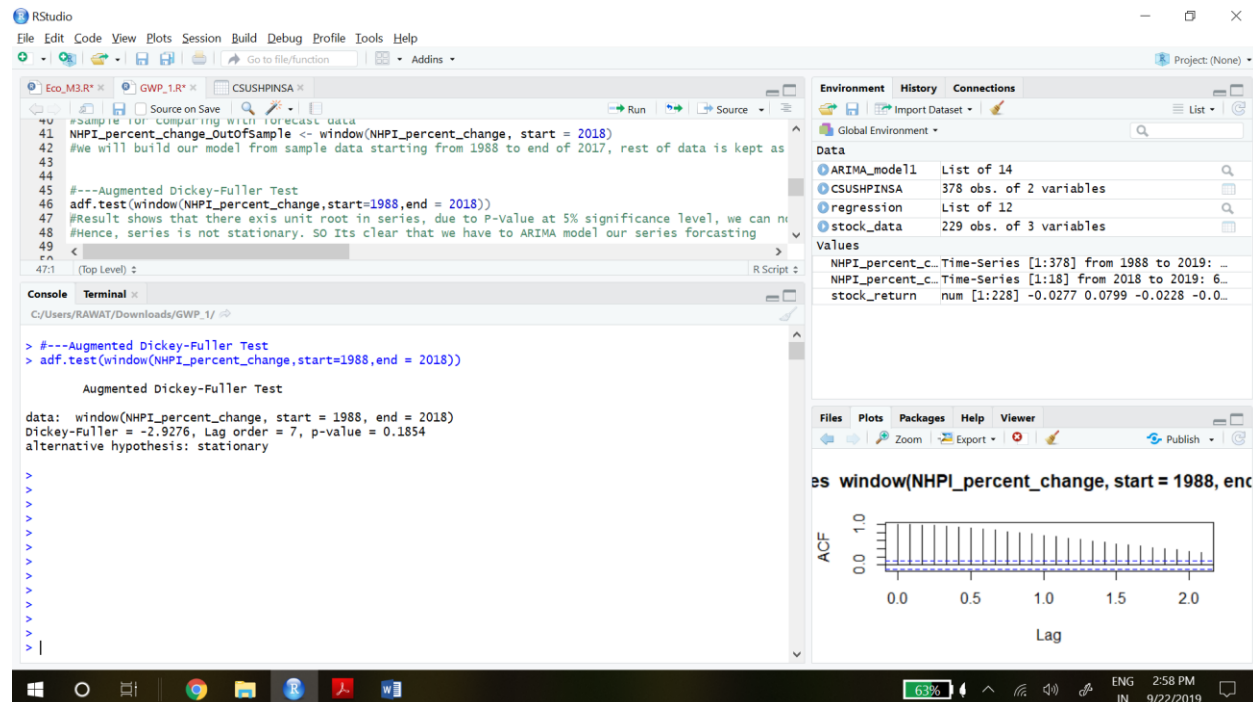 RStudio
File Edit Code View Plots Session Build Debug Profile Tools Help
Go to file/function Addins
Project: (None)
Eco_M3.R* GWP_1.R* CSUSHPINSA
Source on Save Run Source
40 #Sample for comparing with forecast data
41 NHPI_percent_change_OutOfSample <- window(NHPI_percent_change, start = 2018)
42 #We will build our model from sample data starting from 1988 to end of 2017, rest of data is kept as
43
44
45 #---Augmented Dickey-Fuller Test
46 adf.test(window(NHPI_percent_change,start=1988,end = 2018))
47 #Result shows that there exis unit root in series, due to P-Value at 5% significance level, we can n
48 #Hence, series is not stationary. SO Its clear that we have to ARIMA model our series forcasting
49
50
47:1 (Top Level) R Script
Console Terminal
C:/Users/RAWAT/Downloads/GWP_1/
> #---Augmented Dickey-Fuller Test
> adf.test(window(NHPI_percent_change,start=1988,end = 2018))
Augmented Dickey-Fuller Test
data: window(NHPI_percent_change, start = 1988, end = 2018)
Dickey-Fuller = -2.9276, Lag order = 7, p-value = 0.1854
alternative hypothesis: stationary
>
>
>
>
>
>
>
>
>
>
>
>
>
Environment History Connections
Import Dataset List
Global Environment
Data
ARIMA_model1 List of 14
CSUSHPINSA 378 obs. of 2 variables
regression List of 12
stock_data 229 obs. of 3 variables
Values
NHPI_percent_c… Time-Series [1:378] from 1988 to 2019: …
NHPI_percent_c… Time-Series [1:18] from 2018 to 2019: 6…
stock_return num [1:228] -0.0277 0.0799 -0.0228 -0.0…
Files Plots Packages Help Viewer
Zoom Export Publish
es window(NHPI_percent_change, start = 1988, enc
ACF
1.0
0.0
0.0 0.5 1.0 1.5 2.0
Lag
63% ENG 2:58 PM
IN 9/22/2019